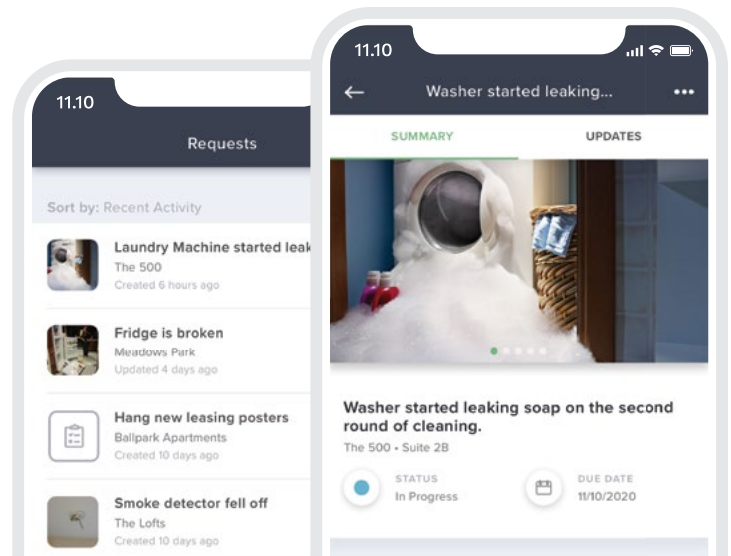 11.10
Requests
Sort by: Recent Activity
Laundry Machine started leak
The 500
Created 6 hours ago
Fridge is broken
Meadows Park
Updated 4 days ago
Hang new leasing posters
Ballpark Apartments
Created 10 days ago
Smoke detector fell off
The Lofts
Created 10 days ago
11.10
Washer started leaking...
SUMMARY
UPDATES
Washer started leaking soap on the second
round of cleaning.
The 500 • Suite 2B
STATUS
In Progress
DUE DATE
11/10/2020